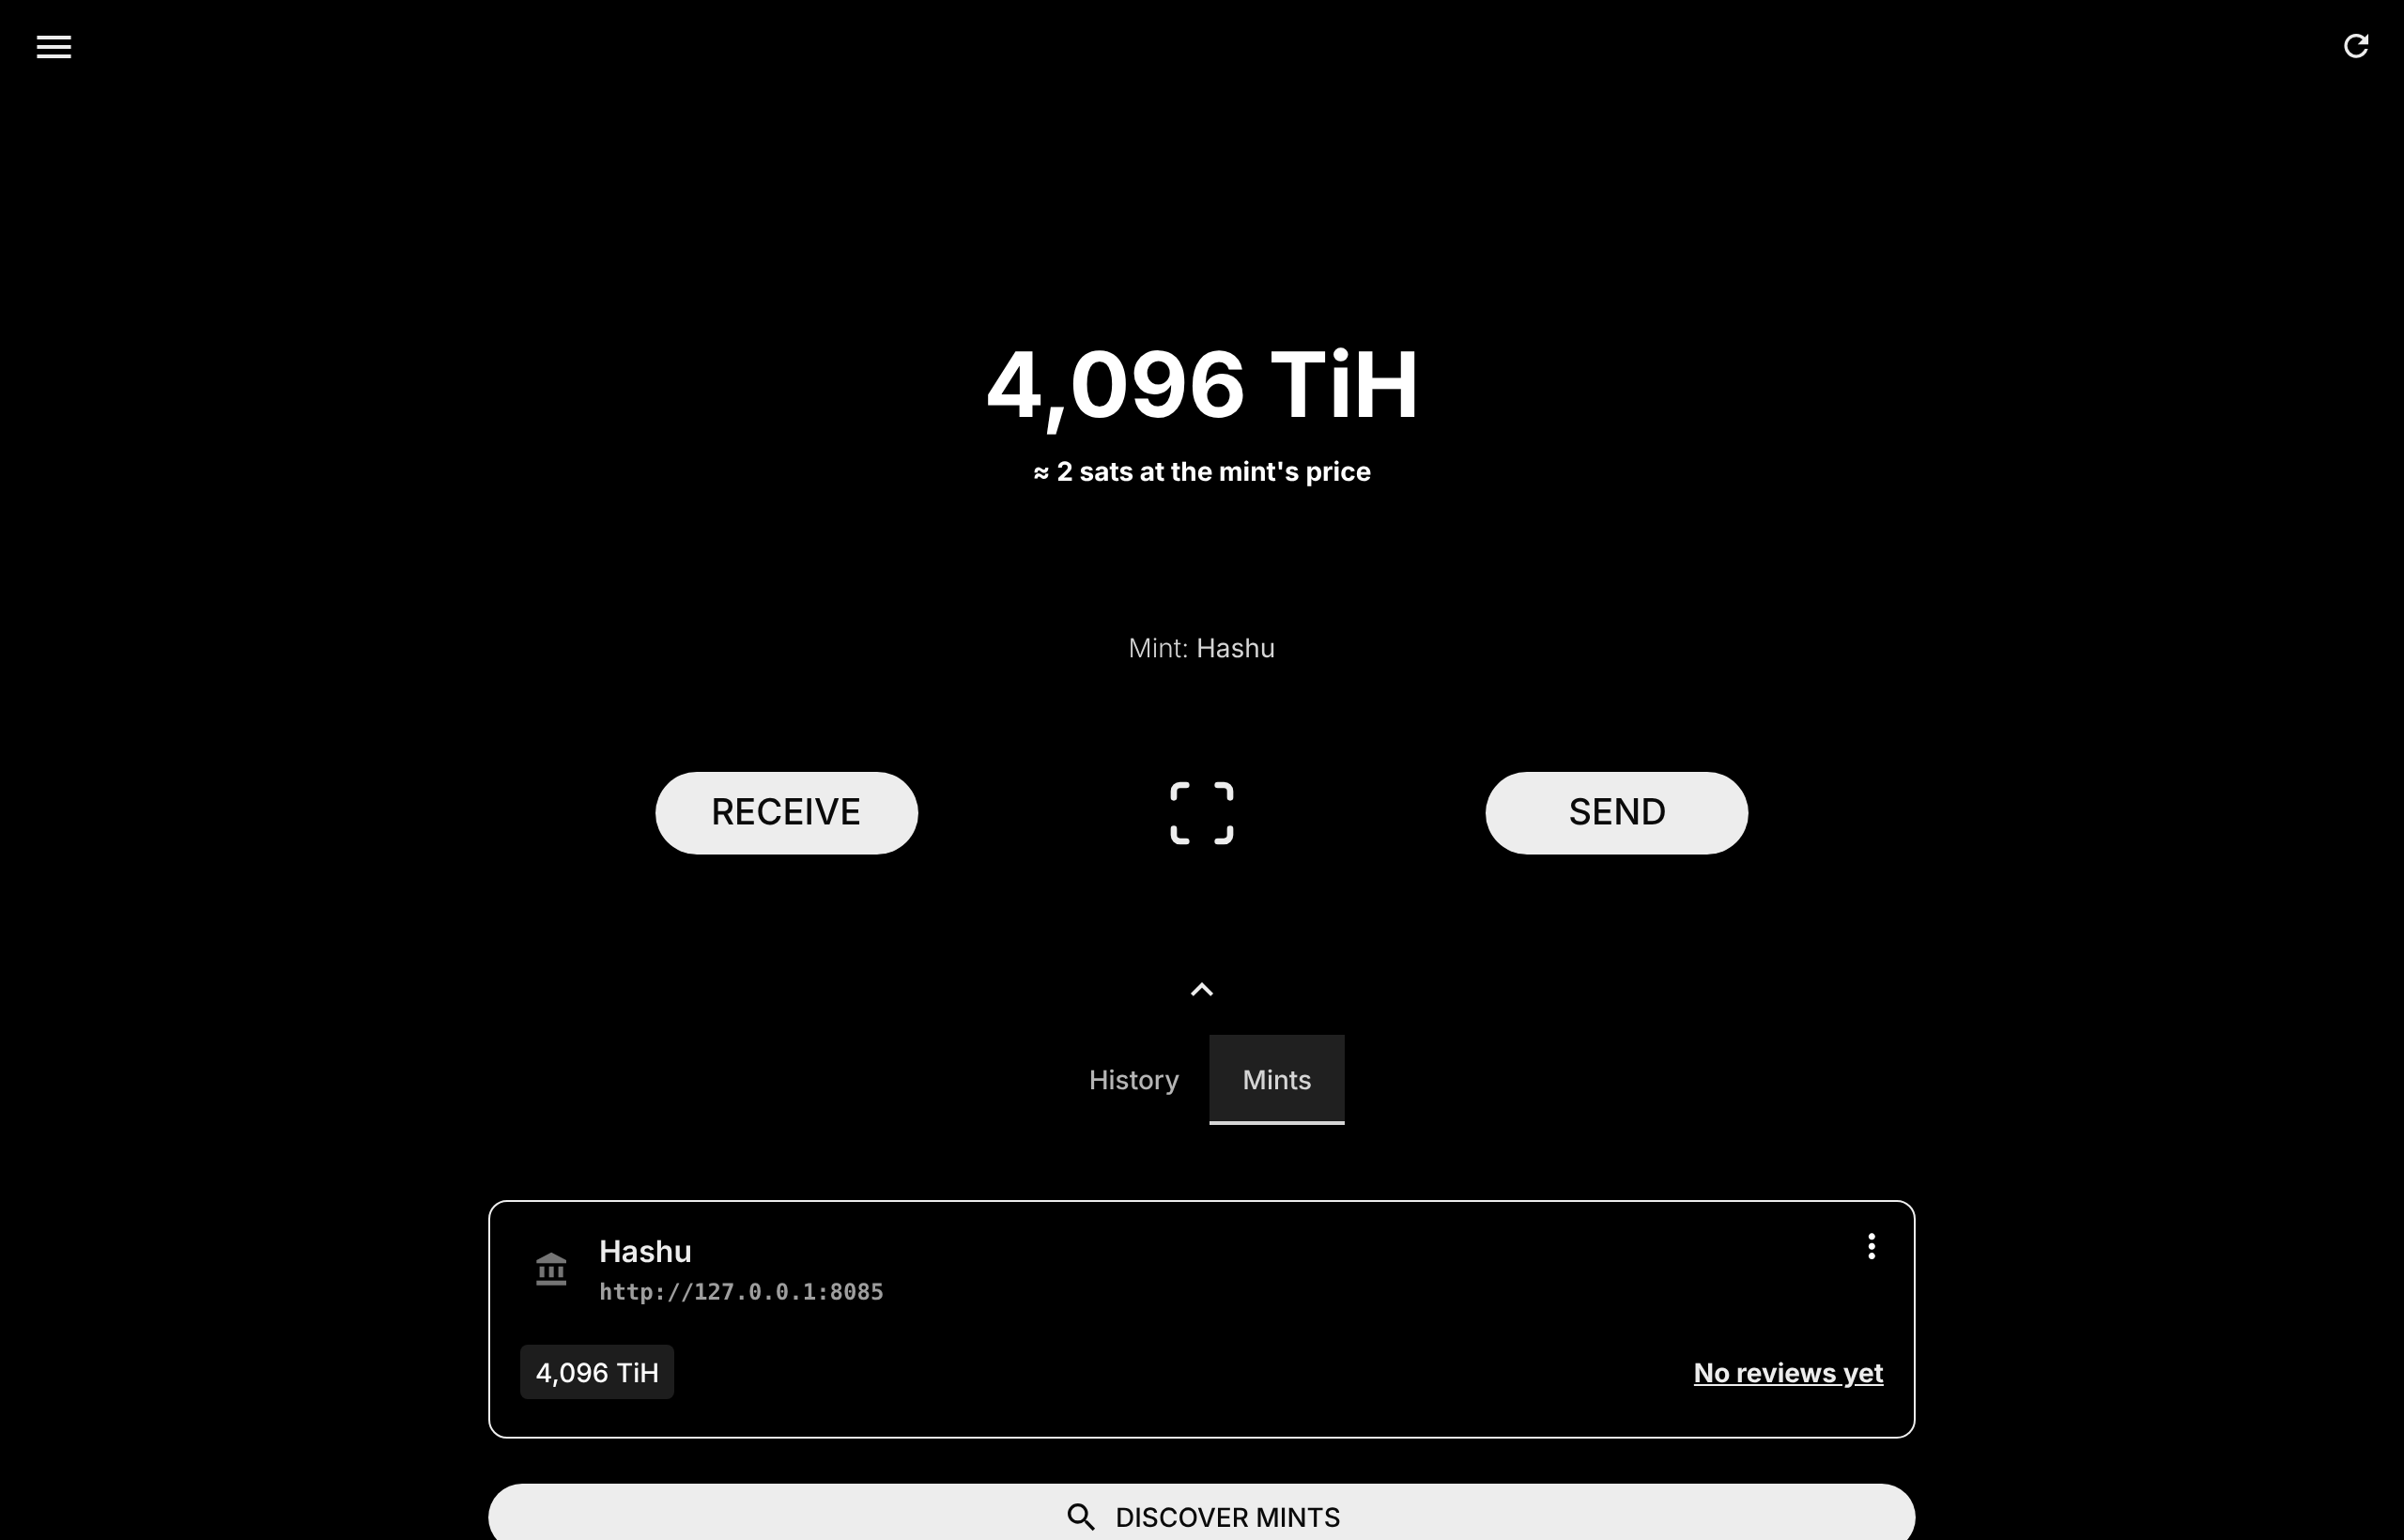 4,096 TiH
≈ 2 sats at the mint's price
Mint: Hashu
RECEIVE
SEND
History
Mints
Hashu
http://127.0.0.1:8085
4,096 TiH
No reviews yet
DISCOVER MINTS